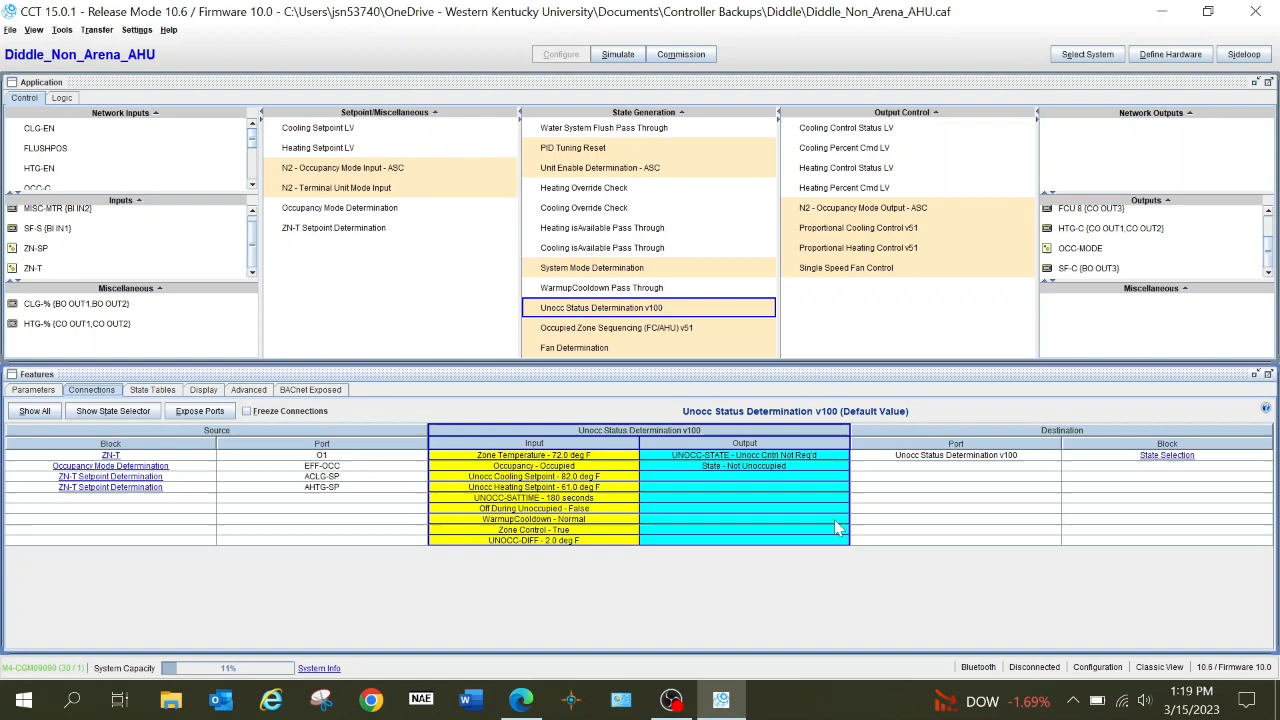 CCT 15.0.1 - Release Mode 10.6 / Firmware 10.0 - C:\Users\jsn53740\OneDrive - Western Kentucky University\Documents\Controller Backups\Diddle\Diddle_Non_Arena_AHU.caf
File View Tools Transfer Settings Help
Diddle_Non_Arena_AHU
Configure Simulate Commission
Select System Define Hardware Sideloop
Application
Control Logic
Network Inputs
CLG-EN
FLUSHPOS
HTG-EN
OCC-C
Inputs
MISC-MTR (BI IN2)
SF-S (BI IN1)
ZN-SP
ZN-T
Miscellaneous
CLG-% (BO OUT1,BO OUT2)
HTG-% (CO OUT1,CO OUT2)
Setpoint/Miscellaneous
Cooling Setpoint LV
Heating Setpoint LV
N2 - Occupancy Mode Input - ASC
N2 - Terminal Unit Mode Input
Occupancy Mode Determination
ZN-T Setpoint Determination
State Generation
Water System Flush Pass Through
PID Tuning Reset
Unit Enable Determination - ASC
Heating Override Check
Cooling Override Check
Heating isAvailable Pass Through
Cooling isAvailable Pass Through
System Mode Determination
WarmupCooldown Pass Through
Unocc Status Determination v100
Occupied Zone Sequencing (FC/AHU) v51
Fan Determination
Output Control
Cooling Control Status LV
Cooling Percent Cmd LV
Heating Control Status LV
Heating Percent Cmd LV
N2 - Occupancy Mode Output - ASC
Proportional Cooling Control v51
Proportional Heating Control v51
Single Speed Fan Control
Network Outputs
Outputs
FCU 8 (CO OUT3)
HTG-C (CO OUT1,CO OUT2)
OCC-MODE
SF-C (BO OUT3)
Miscellaneous
Features
Parameters Connections State Tables Display Advanced BACnet Exposed
Show All Show State Selector Expose Ports Freeze Connections
Unocc Status Determination v100 (Default Value)
Source Unocc Status Determination v100 Destination
Block Port Input Output Port Block
ZN-T O1 Zone Temperature - 72.0 deg F UNOCC-STATE - Unocc Cntrl Not Req'd Unocc Status Determination v100 State Selection
Occupancy Mode Determination EFF-OCC Occupancy - Occupied State - Not Unoccupied
ZN-T Setpoint Determination ACLG-SP Unocc Cooling Setpoint - 82.0 deg F
ZN-T Setpoint Determination AHTG-SP Unocc Heating Setpoint - 61.0 deg F
UNOCC-SATTIME - 180 seconds
Off During Unoccupied - False
WarmupCooldown - Normal
Zone Control - True
UNOCC-DIFF - 2.0 deg F
M4-CGM09090 (30 / 1) System Capacity 11% System Info
Bluetooth Disconnected Configuration Classic View 10.6 / Firmware 10.0
NAE
DOW -1.69%
1:19 PM
3/15/2023